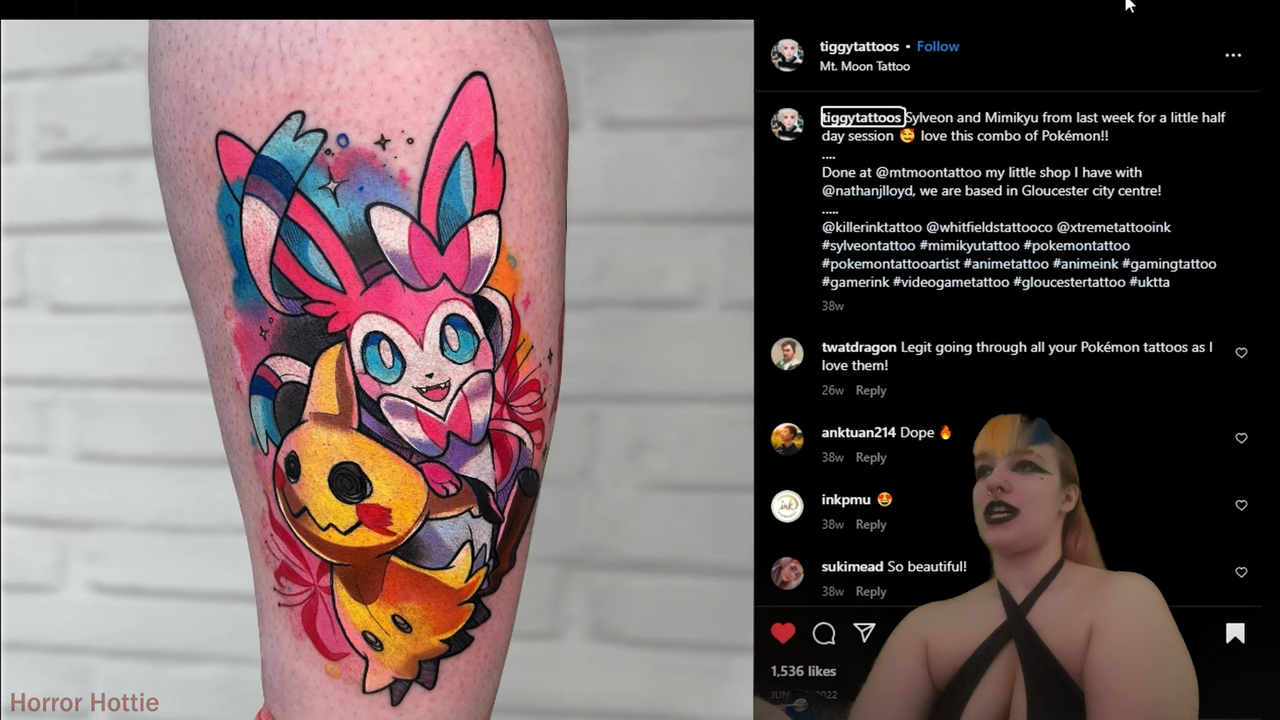 tiggytattoos • Follow
Mt. Moon Tattoo
tiggytattoos Sylveon and Mimikyu from last week for a little half
day session 🥰 love this combo of Pokémon!!
....
Done at @mtmoontattoo my little shop I have with
@nathanjlloyd, we are based in Gloucester city centre!
.....
@killerinktattoo @whitfieldstattooco @xtremetattooink
#sylveontattoo #mimikyutattoo #pokemontattoo
#pokemontattooartist #animetattoo #animeink #gamingtattoo
#gamerink #videogametattoo #gloucestertattoo #uktta
38w
twatdragon Legit going through all your Pokémon tattoos as I
love them!
26w Reply
anktuan214 Dope 🔥
38w Reply
inkpmu 🤩
38w Reply
sukimead So beautiful!
38w Reply
1,536 likes
2022
Horror Hottie